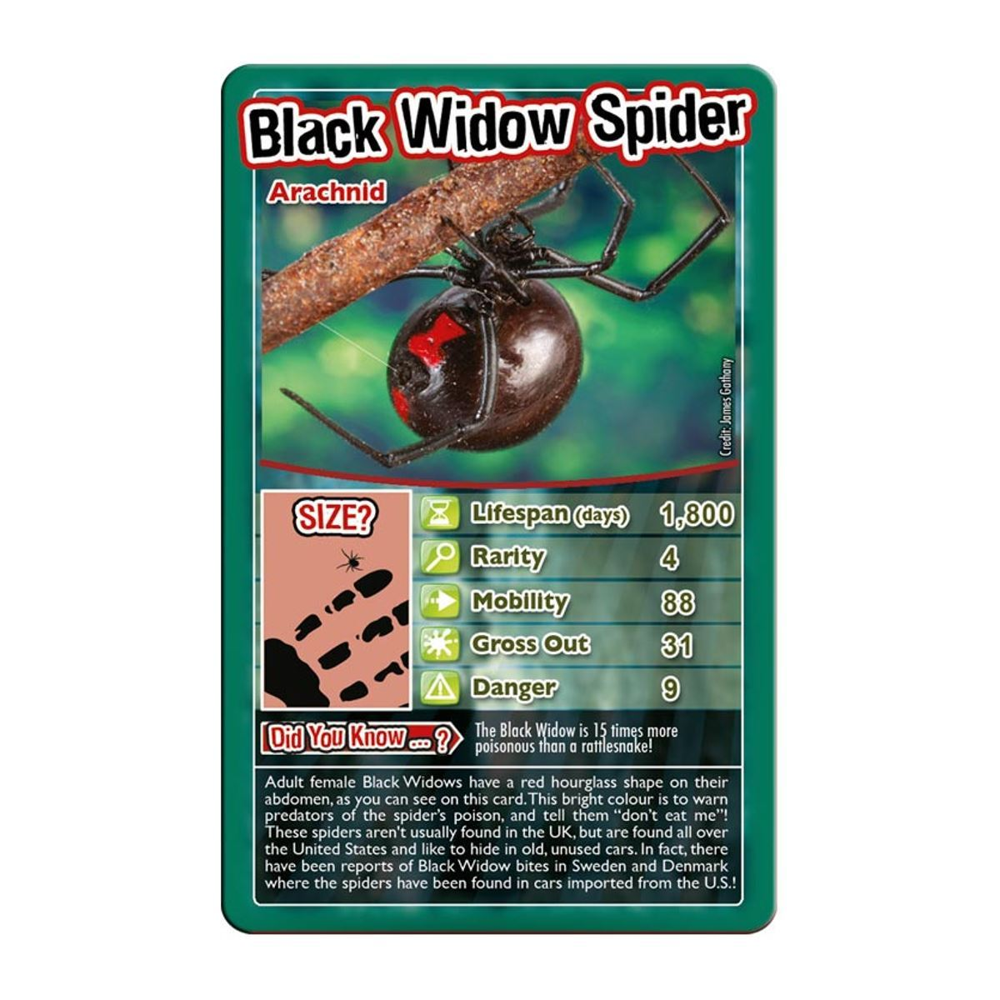 Black Widow Spider
Arachnid
Credit: James Gathany
SIZE?
Lifespan (days) 1,800
Rarity 4
Mobility 88
Gross Out 31
Danger 9
Did You Know ... ?
The Black Widow is 15 times more
poisonous than a rattlesnake!
Adult female Black Widows have a red hourglass shape on their
abdomen, as you can see on this card. This bright colour is to warn
predators of the spider's poison, and tell them “don't eat me”!
These spiders aren't usually found in the UK, but are found all over
the United States and like to hide in old, unused cars. In fact, there
have been reports of Black Widow bites in Sweden and Denmark
where the spiders have been found in cars imported from the U.S.!